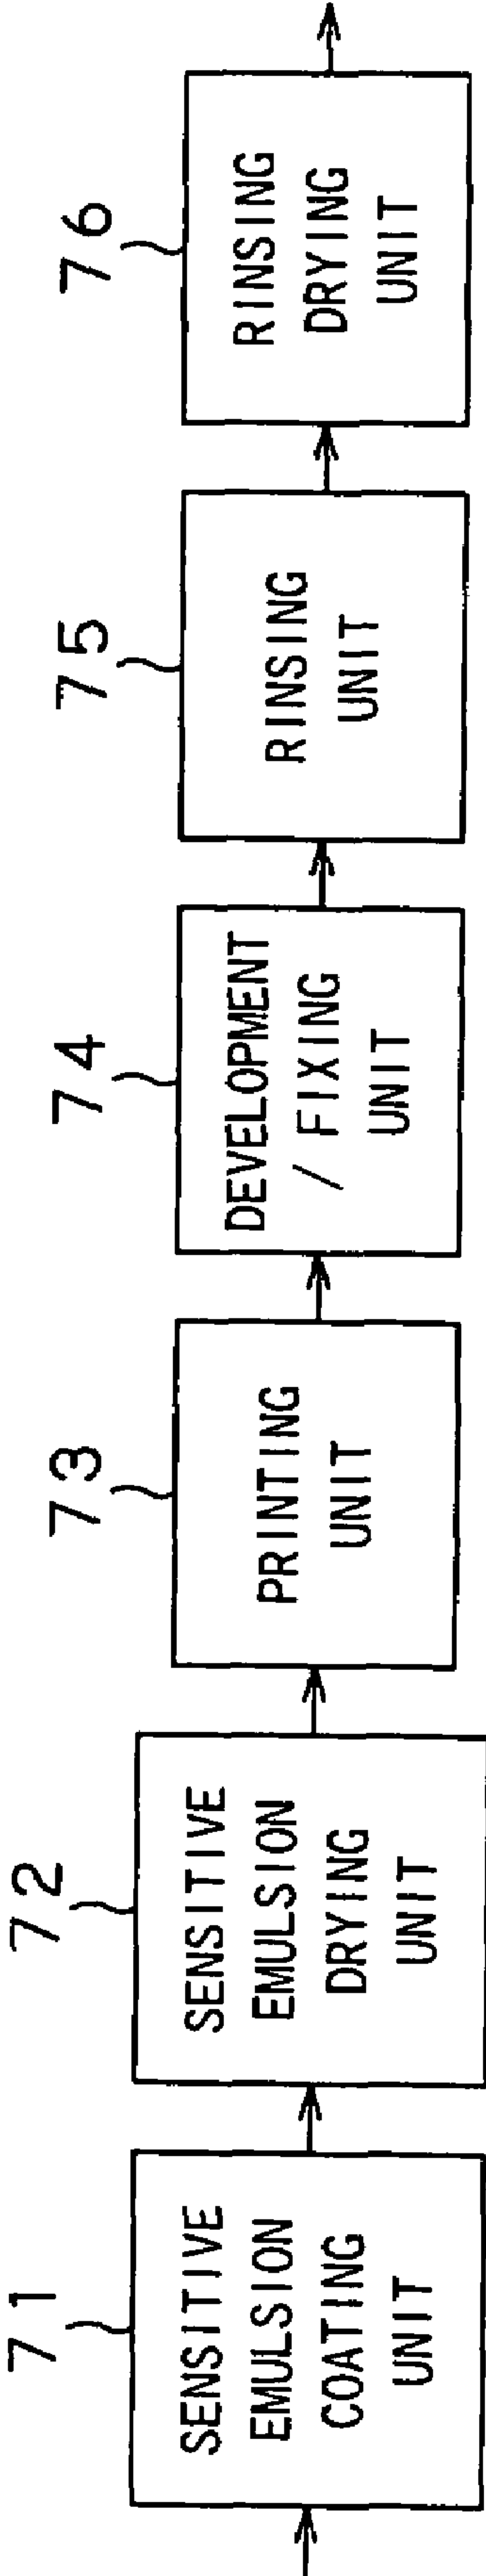 71
SENSITIVE
EMULSION
COATING
UNIT
72
SENSITIVE
EMULSION
DRYING
UNIT
73
PRINTING
UNIT
74
DEVELOPMENT
/ FIXING
UNIT
75
RINSING
UNIT
76
RINSING
DRYING
UNIT